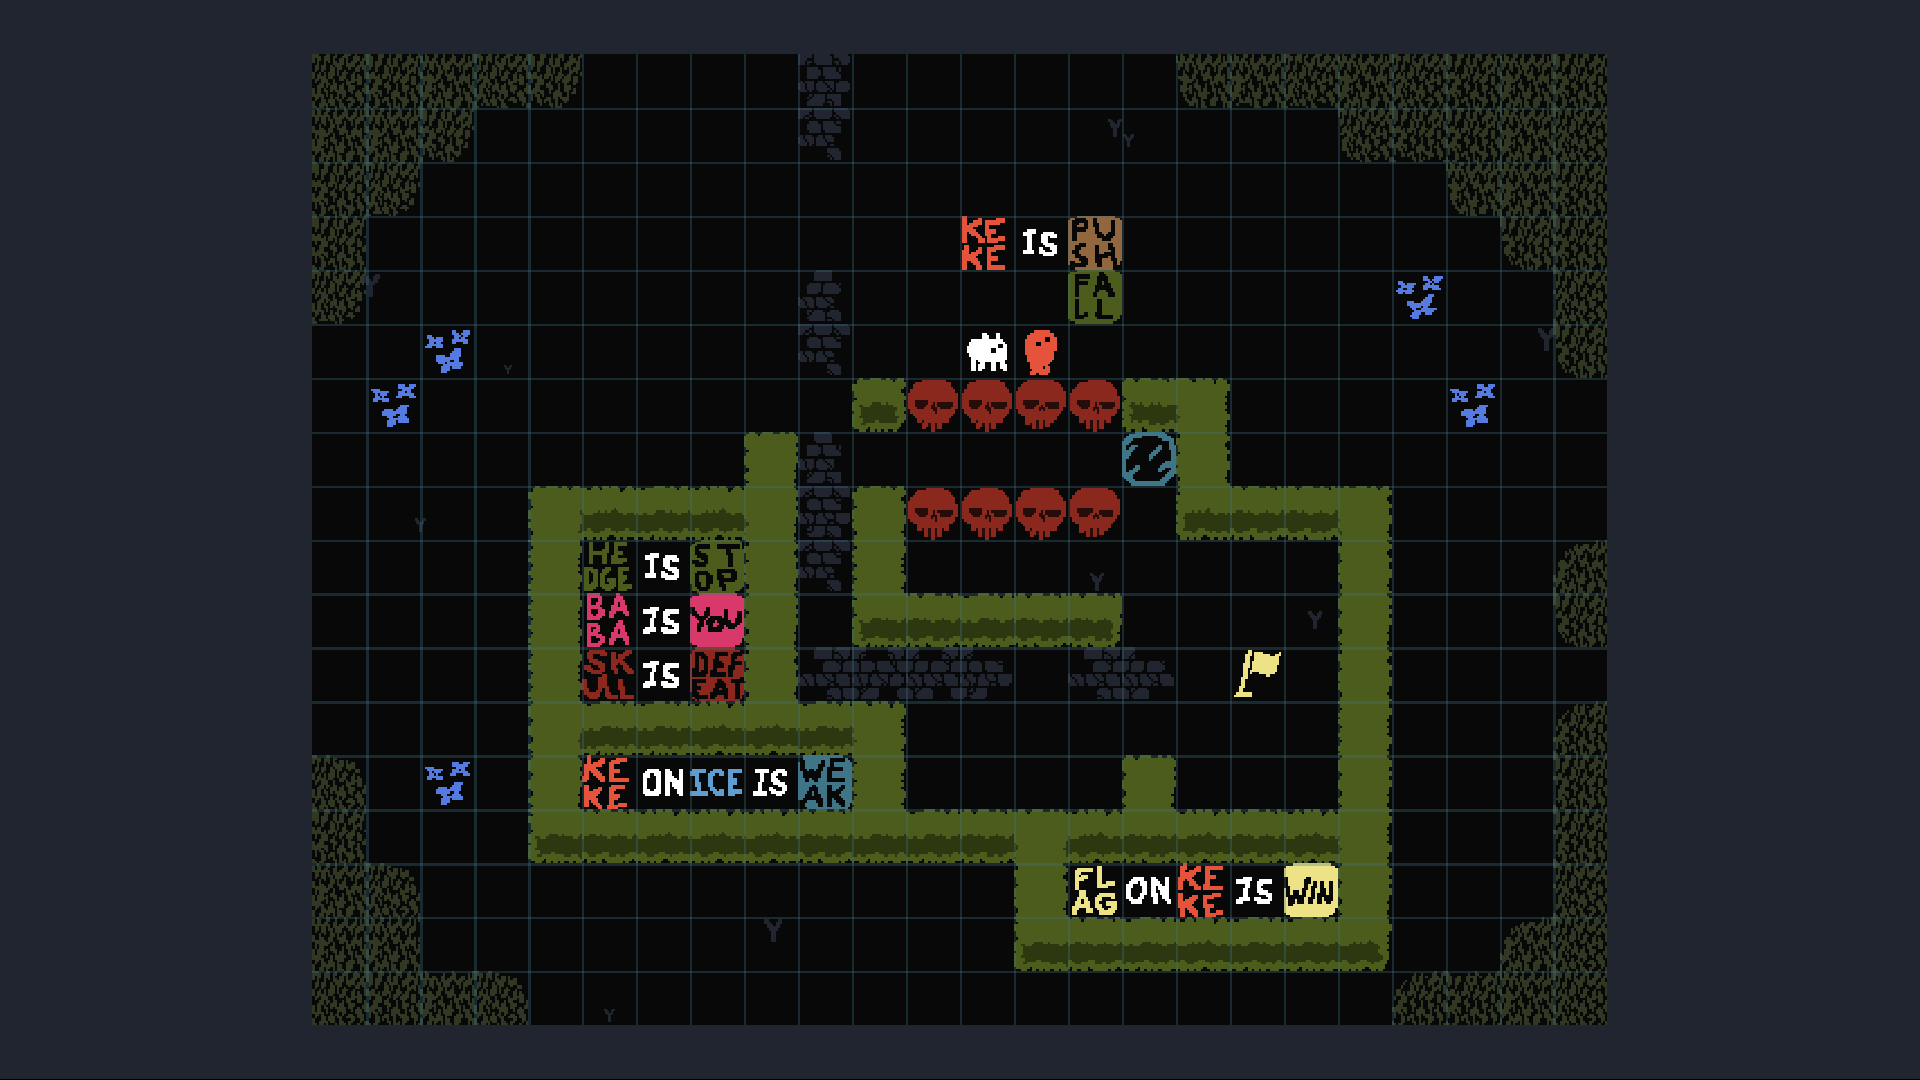 KEKE IS PUSH
FALL
HEDGE IS STOP
BABA IS YOU
SKULL IS DEFEAT
KEKE ON ICE IS WEAK
FLAG ON KEKE IS WIN